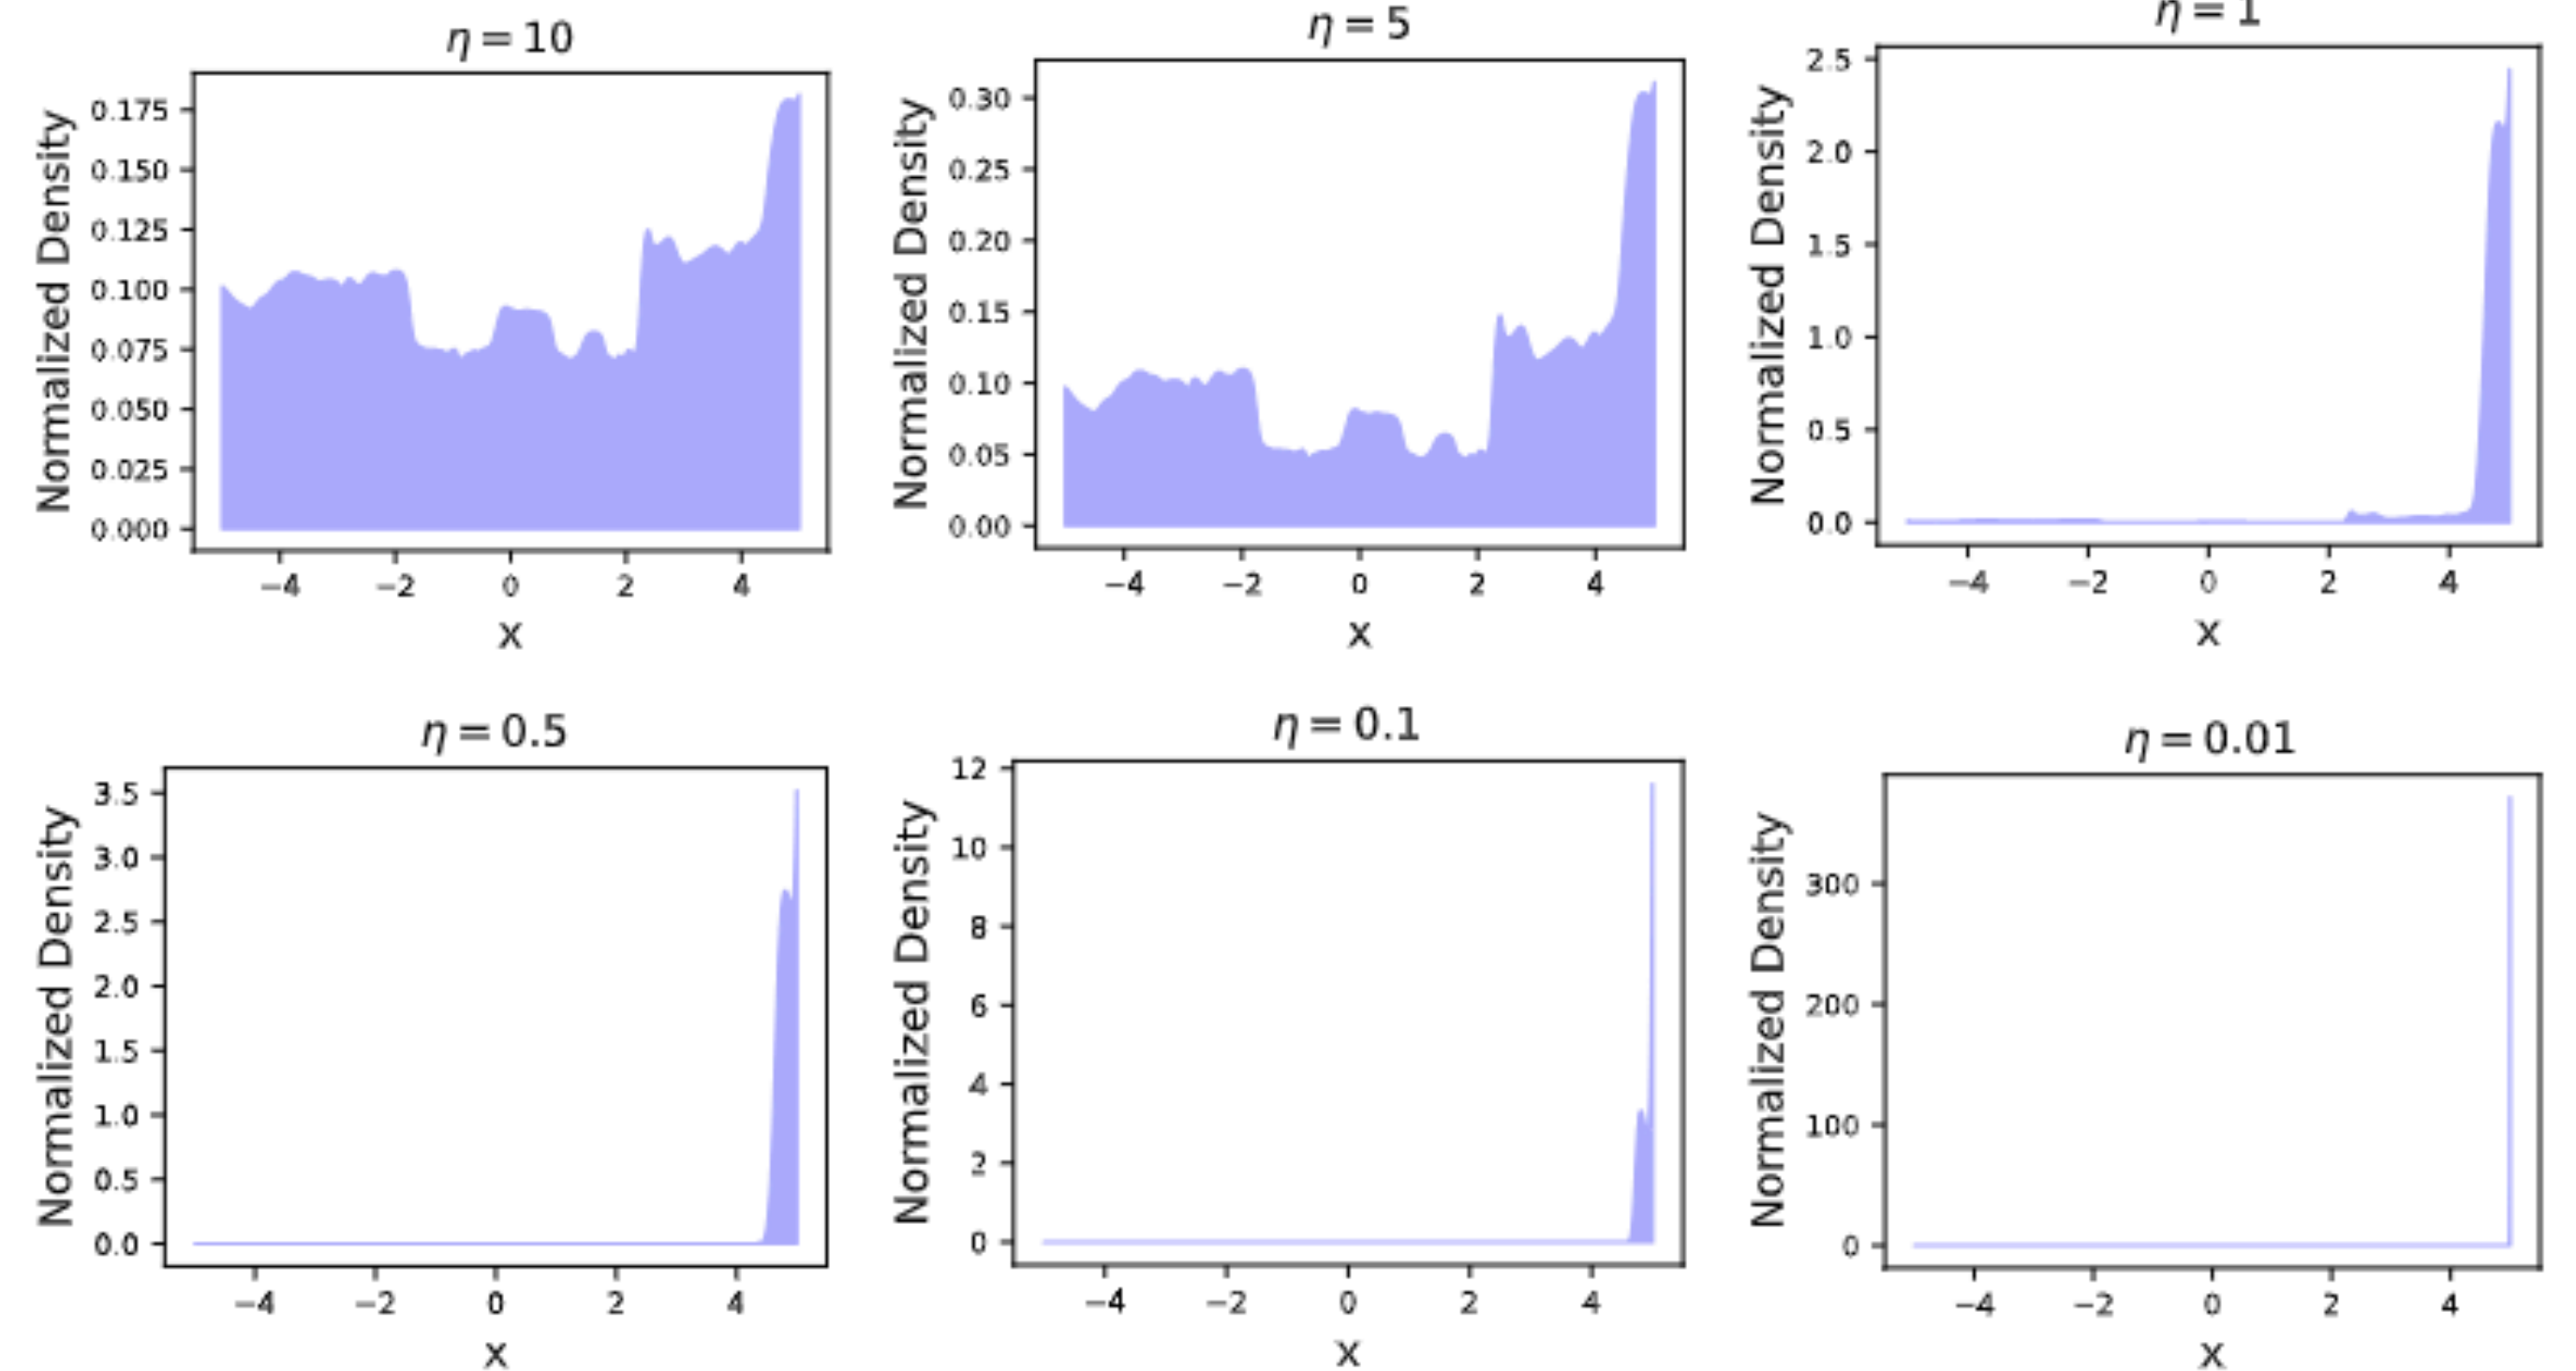 η = 10
Normalized Density
0.175
0.150
0.125
0.100
0.075
0.050
0.025
0.000
−4 −2 0 2 4
x
η = 5
Normalized Density
0.30
0.25
0.20
0.15
0.10
0.05
0.00
−4 −2 0 2 4
x
η = 1
Normalized Density
2.5
2.0
1.5
1.0
0.5
0.0
−4 −2 0 2 4
x
η = 0.5
Normalized Density
3.5
3.0
2.5
2.0
1.5
1.0
0.5
0.0
−4 −2 0 2 4
x
η = 0.1
Normalized Density
12
10
8
6
4
2
0
−4 −2 0 2 4
x
η = 0.01
Normalized Density
300
200
100
0
−4 −2 0 2 4
x